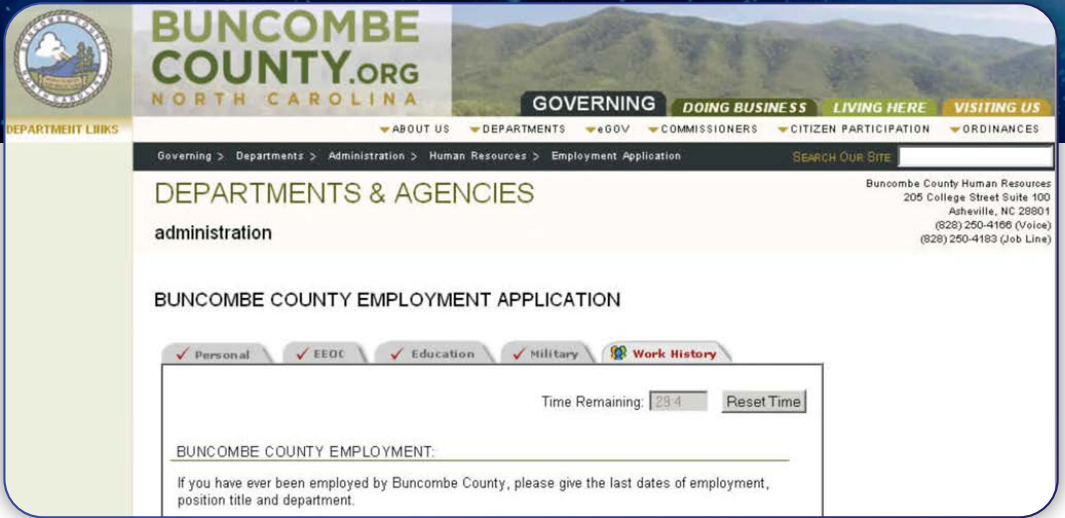 BUNCOMBE
COUNTY.ORG
NORTH CAROLINA
GOVERNING DOING BUSINESS LIVING HERE VISITING US
DEPARTMENT LINKS
ABOUT US DEPARTMENTS eGOV COMMISSIONERS CITIZEN PARTICIPATION ORDINANCES
Governing > Departments > Administration > Human Resources > Employment Application SEARCH OUR SITE
DEPARTMENTS & AGENCIES
administration
Buncombe County Human Resources
205 College Street Suite 100
Asheville, NC 28801
(828) 250-4166 (Voice)
(828) 250-4183 (Job Line)
BUNCOMBE COUNTY EMPLOYMENT APPLICATION
Personal EEOC Education Military Work History
Time Remaining: 29:4 Reset Time
BUNCOMBE COUNTY EMPLOYMENT:
If you have ever been employed by Buncombe County, please give the last dates of employment,
position title and department.